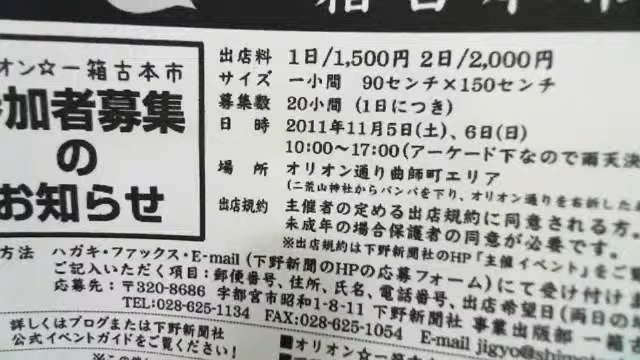 一箱古本市
オン☆一箱古本市
加者募集
の
お知らせ
出店料 1日/1,500円 2日/2,000円
サイズ 一小間 90センチ×150センチ
募集数 20小間(1日につき)
日時 2011年11月5日(土)、6日(日)
10:00~17:00(アーケード下なので雨天決
場所 オリオン通り曲師町エリア
(二荒山神社からバンバを下り、オリオン通りを右折した
出店規約 主催者の定める出店規約に同意される方。
未成年の場合保護者の同意が必要です。
※出店規約は下野新聞社のHP「主催イベント」をご
方法 ハガキ・ファックス・E-mail(下野新聞のHPの応募フォーム)にて受け付け
ご記入いただく項目:郵便番号、住所、氏名、電話番号、出店希望日(両日の
応募先:〒320-8686 宇都宮市昭和1-8-11 下野新聞社 事業出版部 一箱
TEL:028-625-1134 FAX:028-625-1054 E-mail jigyo@
詳しくはブログまたは下野新聞社
公式イベントガイドをご覧ください!
■オリオン☆一箱古本